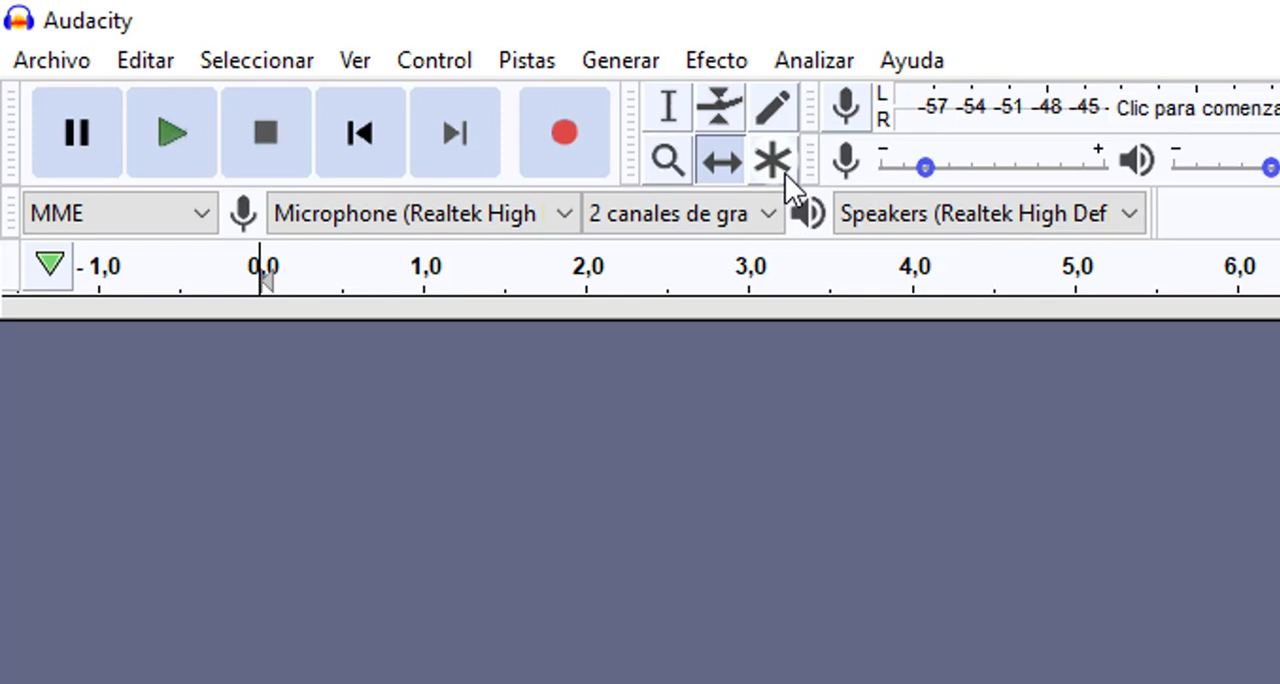 Audacity
Archivo Editar Seleccionar Ver Control Pistas Generar Efecto Analizar Ayuda
L
R
-57 -54 -51 -48 -45 Clic para comenza
- + -
MME Microphone (Realtek High 2 canales de gra Speakers (Realtek High Def
- 1,0 0,0 1,0 2,0 3,0 4,0 5,0 6,0